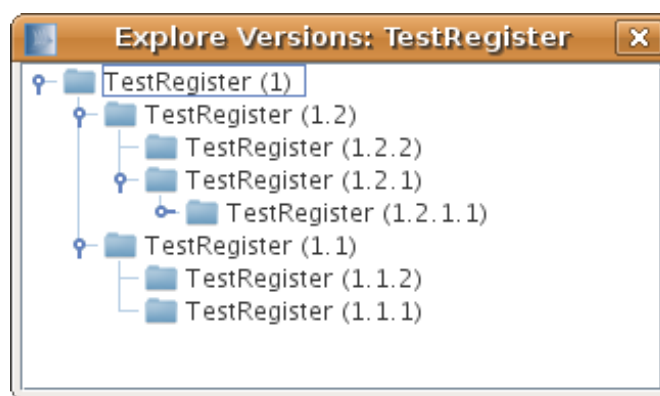 Explore Versions: TestRegister
TestRegister (1)
TestRegister (1.2)
TestRegister (1.2.2)
TestRegister (1.2.1)
TestRegister (1.2.1.1)
TestRegister (1.1)
TestRegister (1.1.2)
TestRegister (1.1.1)